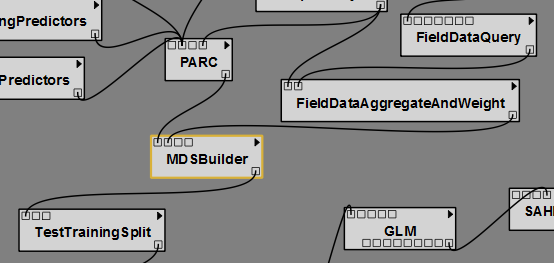 ngPredictors
FieldDataQuery
PARC
Predictors
FieldDataAggregateAndWeight
MDSBuilder
SAH
TestTrainingSplit
GLM